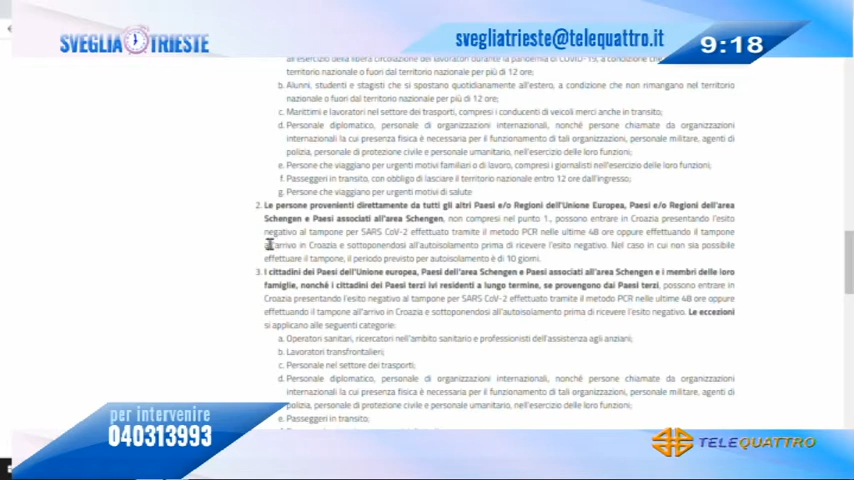 SVEGLIA TRIESTE
svegliatrieste@telequattro.it
9:18
all'esercizio della libera circolazione dei lavoratori durante la pandemia di COVID-19, a condizione che
territorio nazionale o fuori dal territorio nazionale per più di 12 ore;
b. Alunni, studenti e stagisti che si spostano quotidianamente all'estero, a condizione che non rimangano nel territorio
nazionale o fuori dal territorio nazionale per più di 12 ore;
c. Marittimi e lavoratori nel settore dei trasporti, compresi i conducenti di veicoli merci anche in transito;
d. Personale diplomatico, personale di organizzazioni internazionali, nonché persone chiamate da organizzazioni
internazionali la cui presenza fisica è necessaria per il funzionamento di tali organizzazioni, personale militare, agenti di
polizia, personale di protezione civile e personale umanitario, nell'esercizio delle loro funzioni;
e. Persone che viaggiano per urgenti motivi familiari o di lavoro, compresi i giornalisti nell'esercizio delle loro funzioni;
f. Passeggeri in transito, con obbligo di lasciare il territorio nazionale entro 12 ore dall'ingresso;
g. Persone che viaggiano per urgenti motivi di salute
2. Le persone provenienti direttamente da tutti gli altri Paesi e/o Regioni dell'Unione Europea, Paesi e/o Regioni dell'area
Schengen e Paesi associati all'area Schengen, non compresi nel punto 1., possono entrare in Croazia presentando l'esito
negativo al tampone per SARS CoV-2 effettuato tramite il metodo PCR nelle ultime 48 ore oppure effettuando il tampone
all'arrivo in Croazia e sottoponendosi all'autoisolamento prima di ricevere l'esito negativo. Nel caso in cui non sia possibile
effettuare il tampone, il periodo previsto per autoisolamento è di 10 giorni.
3. I cittadini dei Paesi dell'Unione europea, Paesi dell'area Schengen e Paesi associati all'area Schengen e i membri delle loro
famiglie, nonché i cittadini dei Paesi terzi ivi residenti a lungo termine, se provengono dai Paesi terzi, possono entrare in
Croazia presentando l'esito negativo al tampone per SARS CoV-2 effettuato tramite il metodo PCR nelle ultime 48 ore oppure
effettuando il tampone all'arrivo in Croazia e sottoponendosi all'autoisolamento prima di ricevere l'esito negativo. Le eccezioni
si applicano alle seguenti categorie:
a. Operatori sanitari, ricercatori nell'ambito sanitario e professionisti dell'assistenza agli anziani;
b. Lavoratori transfrontalieri;
c. Personale nel settore dei trasporti;
d. Personale diplomatico, personale di organizzazioni internazionali, nonché persone chiamate da organizzazioni
internazionali la cui presenza fisica è necessaria per il funzionamento di tali organizzazioni, personale militare, agenti di
polizia, personale di protezione civile e personale umanitario, nell'esercizio delle loro funzioni;
e. Passeggeri in transito;
per intervenire
040313993
TELEQUATTRO